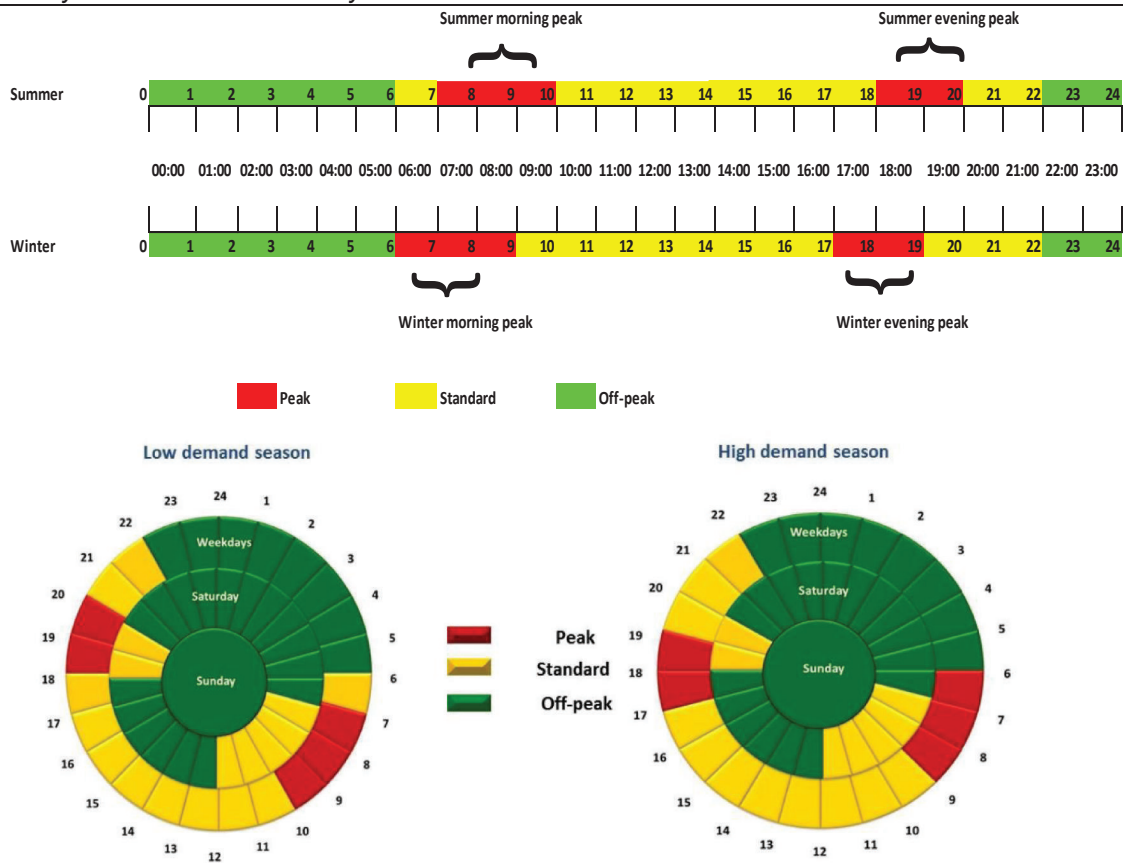 Summer morning peak Summer evening peak
Summer 0 1 2 3 4 5 6 7 8 9 10 11 12 13 14 15 16 17 18 19 20 21 22 23 24
00:00 01:00 02:00 03:00 04:00 05:00 06:00 07:00 08:00 09:00 10:00 11:00 12:00 13:00 14:00 15:00 16:00 17:00 18:00 19:00 20:00 21:00 22:00 23:00
Winter 0 1 2 3 4 5 6 7 8 9 10 11 12 13 14 15 16 17 18 19 20 21 22 23 24
Winter morning peak Winter evening peak
Peak Standard Off-peak
Low demand season
24 1 2 3 4 5 6 7 8 9 10 11 12 13 14 15 16 17 18 19 20 21 22 23
Weekdays
Saturday
Sunday
Peak
Standard
Off-peak
High demand season
24 1 2 3 4 5 6 7 8 9 10 11 12 13 14 15 16 17 18 19 20 21 22 23
Weekdays
Saturday
Sunday